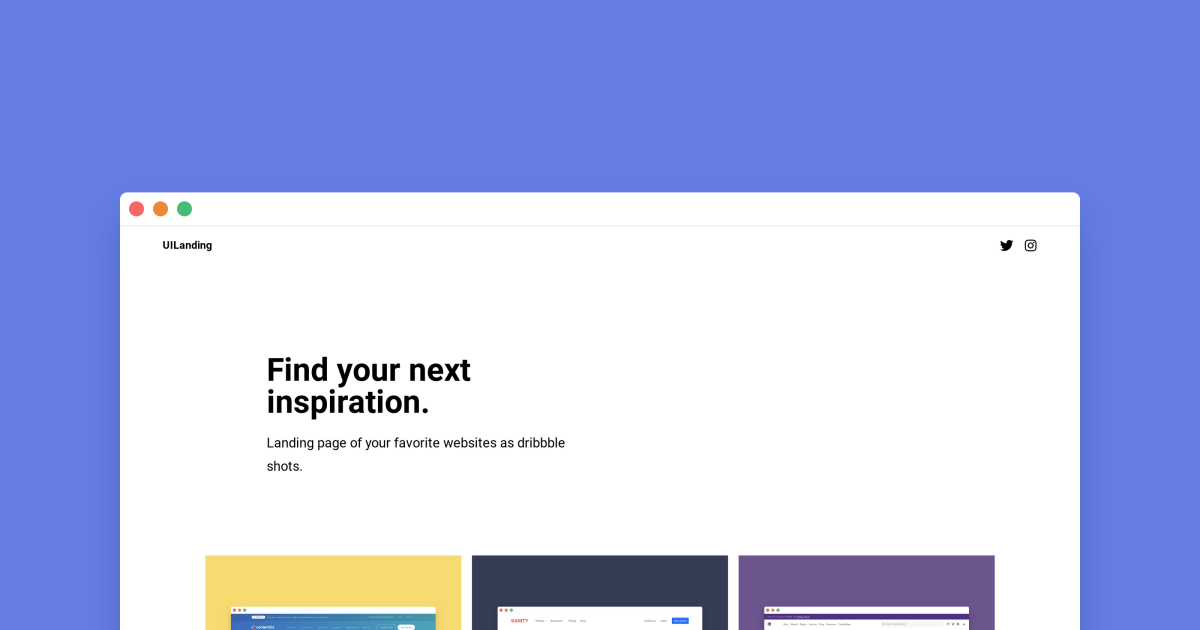 UILanding
Find your next
inspiration.
Landing page of your favorite websites as dribbble
shots.
contentful
SANITY